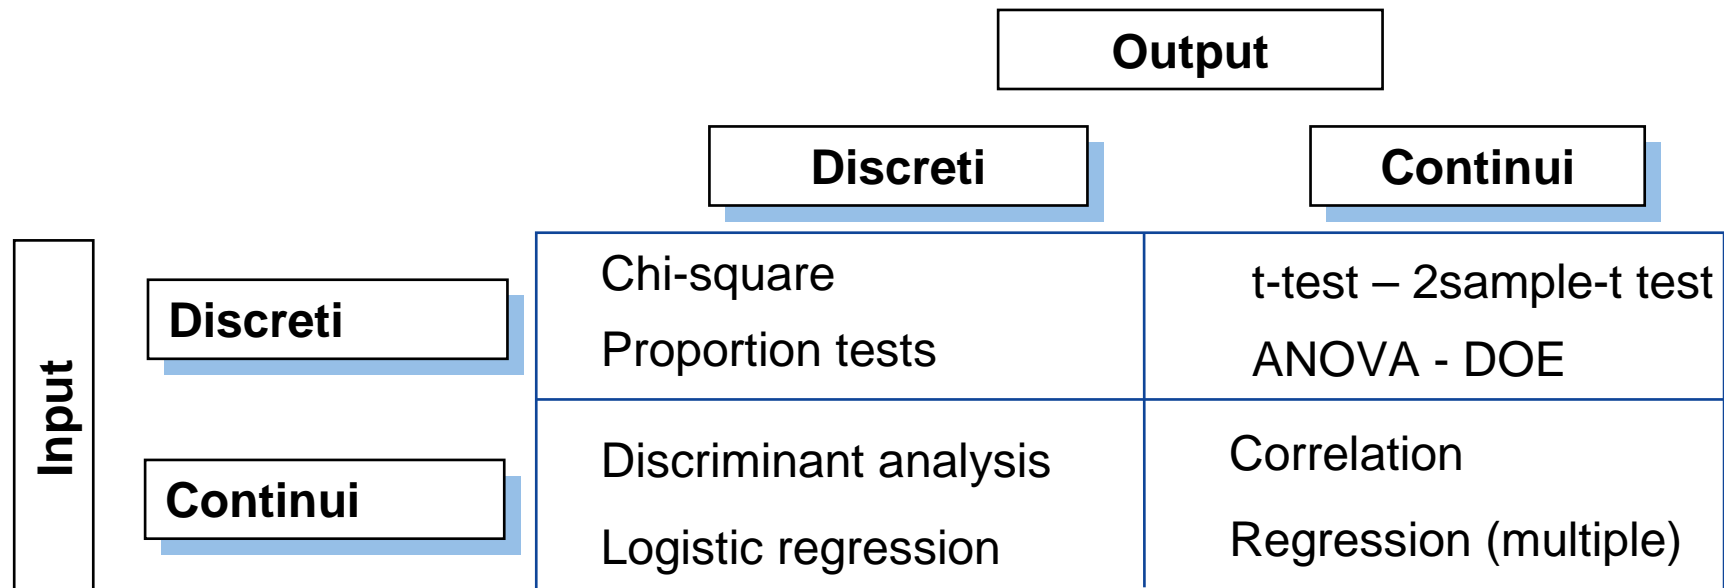 Output
Discreti
Continui
Input
Discreti
Chi-square
t-test – 2sample-t test
Proportion tests
ANOVA - DOE
Continui
Discriminant analysis
Correlation
Logistic regression
Regression (multiple)